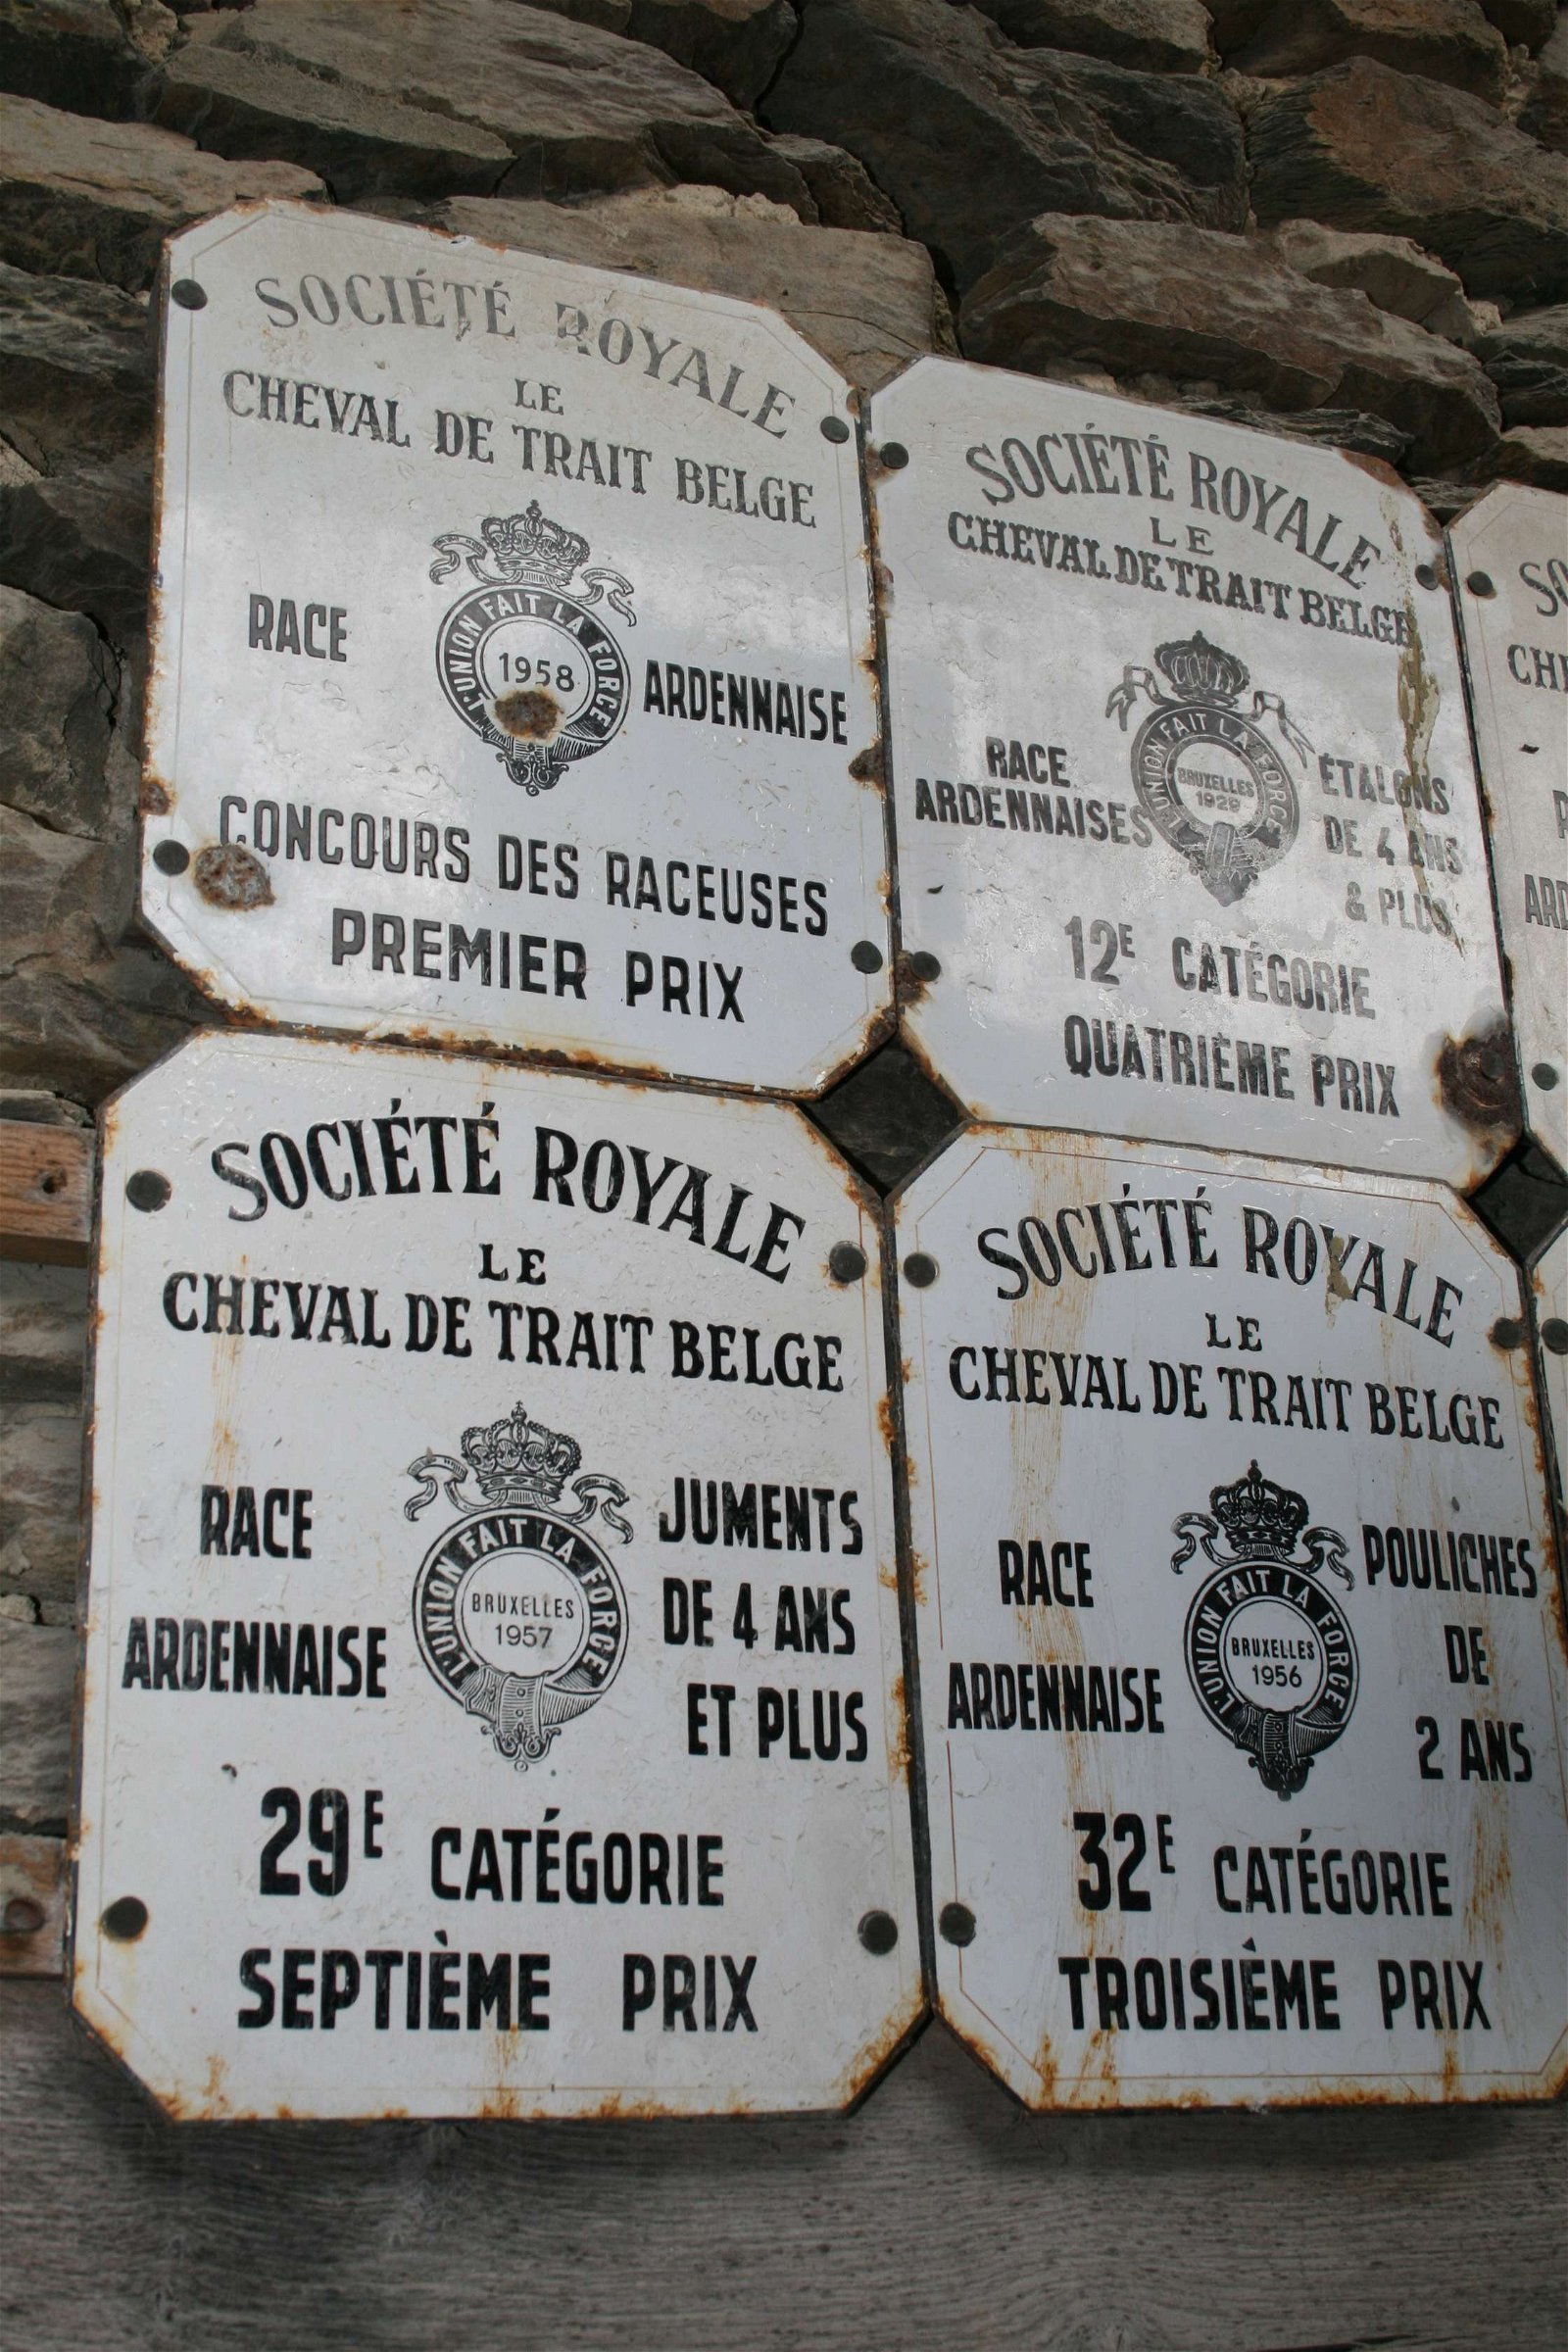 SOCIÉTÉ ROYALE
LE
CHEVAL DE TRAIT BELGE
RACE
L'UNION FAIT LA FORCE
1958
ARDENNAISE
CONCOURS DES RACEUSES
PREMIER PRIX
SOCIÉTÉ ROYALE
LE
CHEVAL DE TRAIT BELGE
RACE
ARDENNAISES
L'UNION FAIT LA FORCE
BRUXELLES
1929
ÉTALONS
DE 4 ANS
& PLUS
12E CATÉGORIE
QUATRIÈME PRIX
SOCIÉTÉ ROYALE
LE
CHEVAL DE TRAIT BELGE
RACE
ARDENNAISE
L'UNION FAIT LA FORCE
BRUXELLES
1957
JUMENTS
DE 4 ANS
ET PLUS
29E CATÉGORIE
SEPTIÈME PRIX
SOCIÉTÉ ROYALE
LE
CHEVAL DE TRAIT BELGE
RACE
ARDENNAISE
L'UNION FAIT LA FORCE
BRUXELLES
1956
POULICHES
DE
2 ANS
32E CATÉGORIE
TROISIÈME PRIX